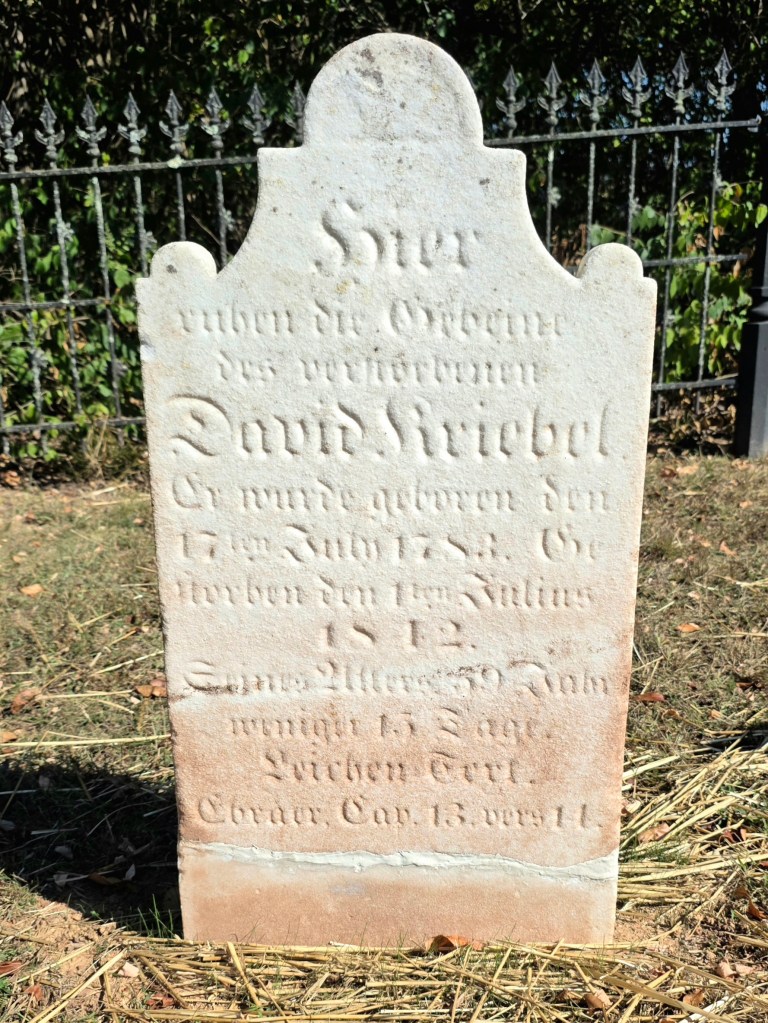 Hier
ruhen die Gebeine
des verstorbenen
David Kriebel.
Er wurde geboren den
17ten July 1783. Ge
storben den 1ten Julius
1842.
Seines Alters, 59 Jahr
weniger 15 Tage.
Leichen Text.
Ebraer. Cap. 13. vers 14.